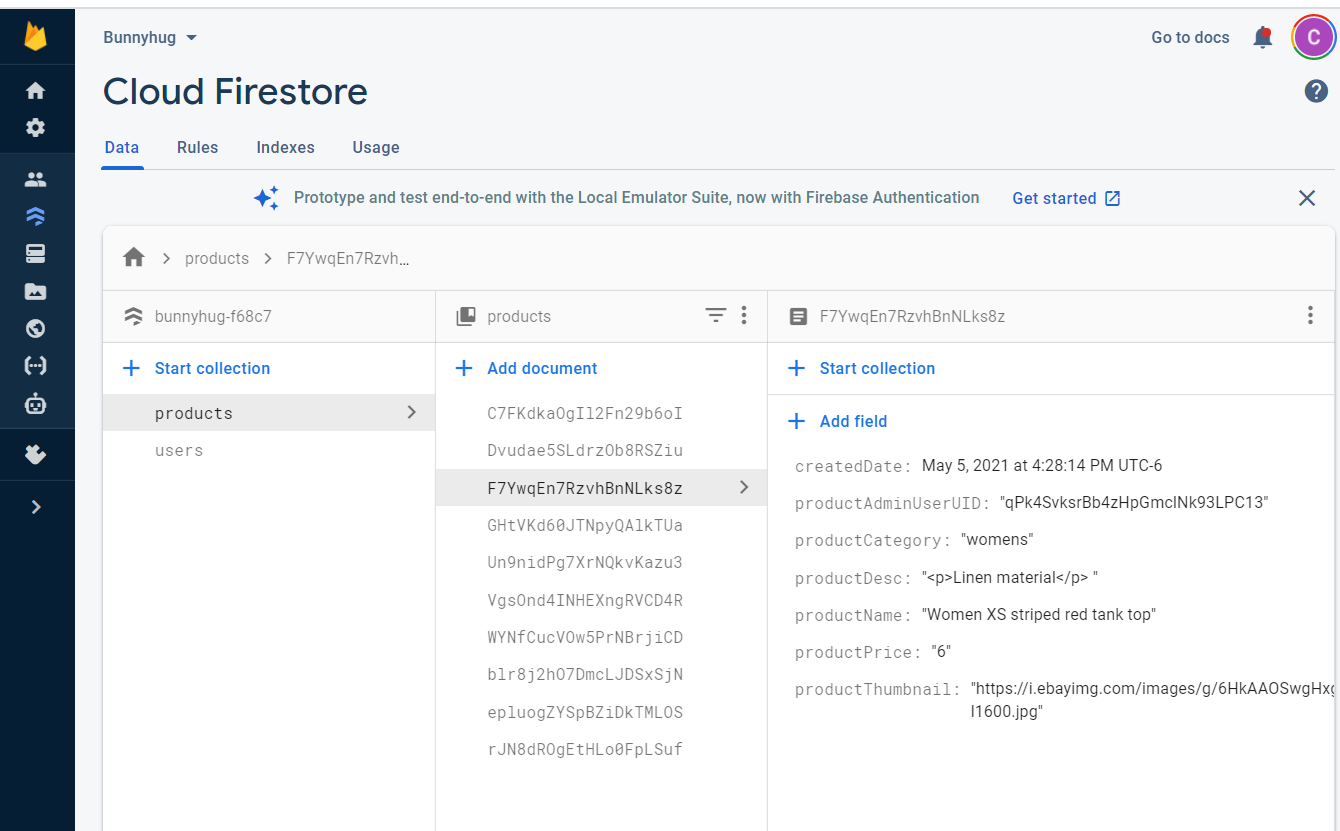 Bunnyhug
Go to docs
C
Cloud Firestore
?
Data Rules Indexes Usage
Prototype and test end-to-end with the Local Emulator Suite, now with Firebase Authentication Get started
products F7YwqEn7Rzvh…
bunnyhug-f68c7
Start collection
products
users
products
Add document
C7FKdkaOgIl2Fn29b6oI
Dvudae5SLdrzOb8RSZiu
F7YwqEn7RzvhBnNLks8z
GHtVKd60JTNpyQAlkTUa
Un9nidPg7XrNQkvKazu3
VgsOnd4INHEXngRVCD4R
WYNfCucVOw5PrNBrjiCD
blr8j2hO7DmcLJDSxSjN
epluogZYSpBZiDkTMLOS
rJN8dROgEtHLo0FpLSuf
F7YwqEn7RzvhBnNLks8z
Start collection
Add field
createdDate: May 5, 2021 at 4:28:14 PM UTC-6
productAdminUserUID: "qPk4SvksrBb4zHpGmclNk93LPC13"
productCategory: "womens"
productDesc: "<p>Linen material</p> "
productName: "Women XS striped red tank top"
productPrice: "6"
productThumbnail: "https://i.ebayimg.com/images/g/6HkAAOSwgHxg
l1600.jpg"